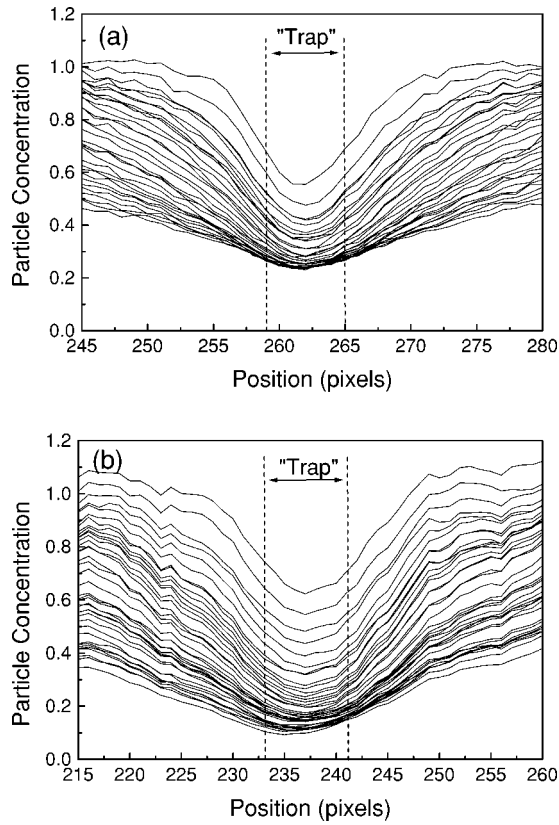 (a)
"Trap"
1.2
1.0
0.8
0.6
0.4
0.2
0.0
Particle Concentration
245 250 255 260 265 270 275 280
Position (pixels)
(b)
"Trap"
1.2
1.0
0.8
0.6
0.4
0.2
0.0
Particle Concentration
215 220 225 230 235 240 245 250 255 260
Position (pixels)